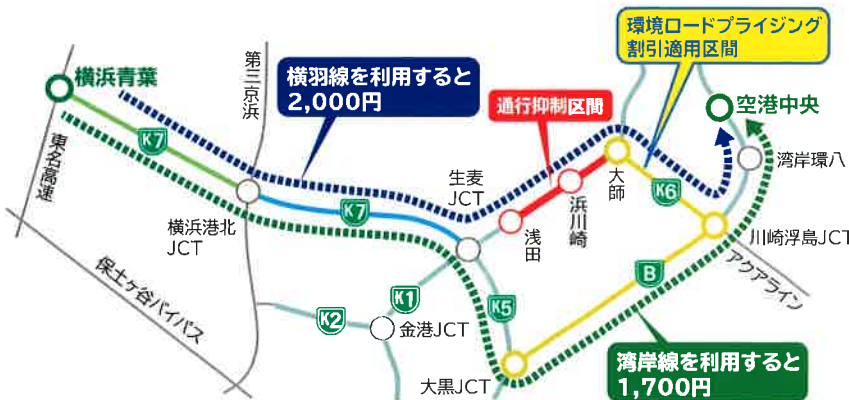 環境ロードプライジング
割引適用区間
横浜青葉
第三京浜
横羽線を利用すると
2,000円
通行抑制区間
空港中央
東名高速
K7
生麦
JCT
大師
湾岸環八
浜川崎
K6
K7
横浜港北
JCT
浅田
川崎浮島JCT
アクアライン
B
保土ヶ谷バイパス
K1
K5
K2
金港JCT
大黒JCT
湾岸線を利用すると
1,700円